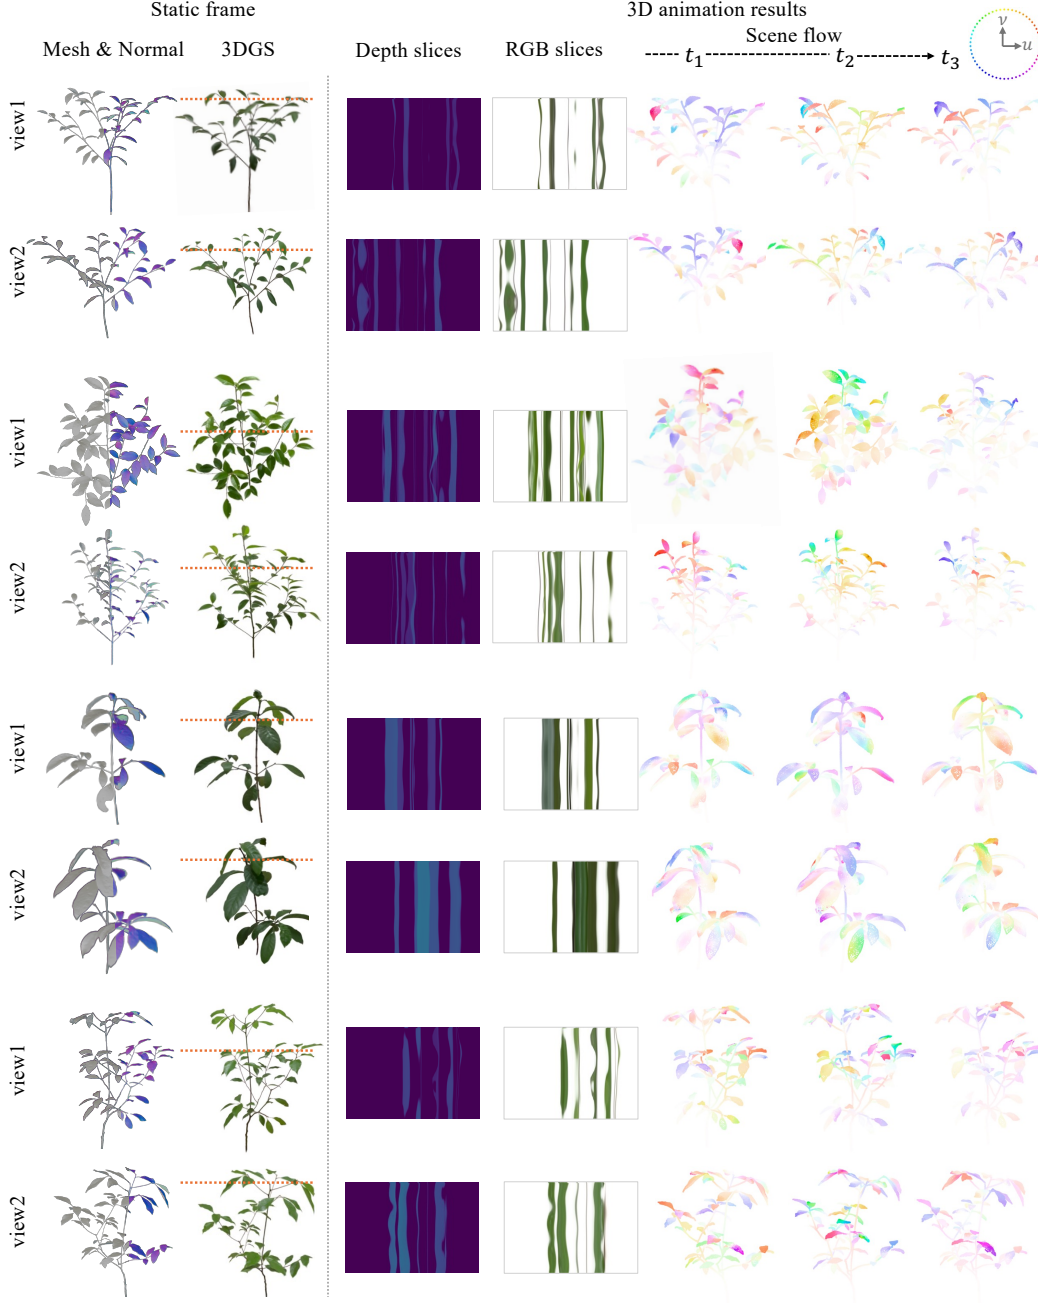 Static frame
3D animation results
Mesh & Normal
3DGS
Depth slices
RGB slices
Scene flow
t1
t2
t3
v
u
view1
view2
view1
view2
view1
view2
view1
view2